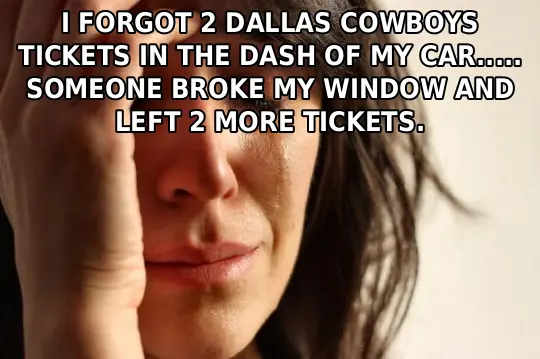 I FORGOT 2 DALLAS COWBOYS
TICKETS IN THE DASH OF MY CAR.....
SOMEONE BROKE MY WINDOW AND
LEFT 2 MORE TICKETS.